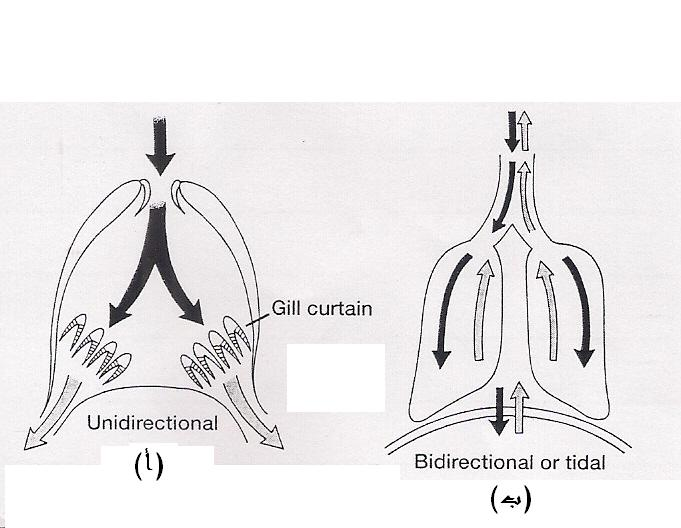 Gill curtain
Unidirectional
(أ)
Bidirectional or tidal
(ب)